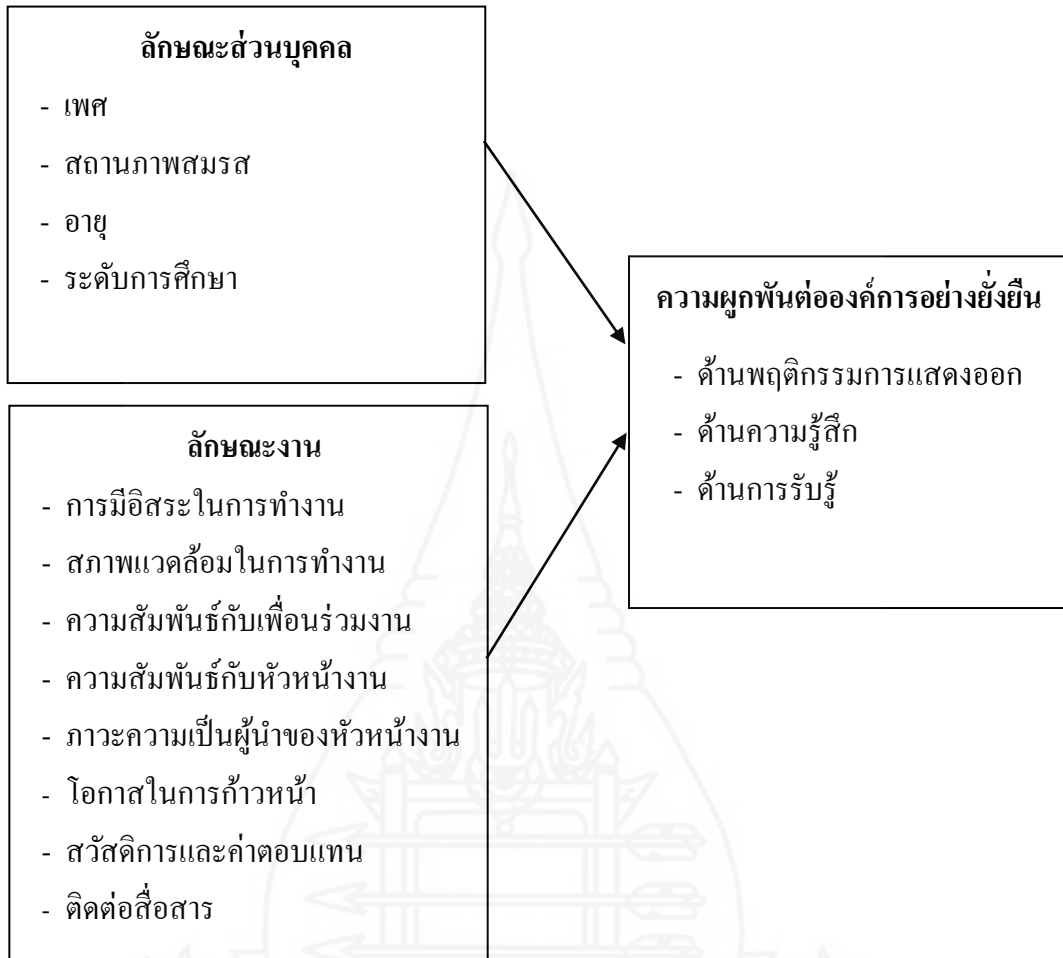 ลักษณะส่วนบุคคล
- เพศ
- สถานภาพสมรส
- อายุ
- ระดับการศึกษา
ลักษณะงาน
- การมีอิสระในการทำงาน
- สภาพแวดล้อมในการทำงาน
- ความสัมพันธ์กับเพื่อนร่วมงาน
- ความสัมพันธ์กับหัวหน้างาน
- ภาวะความเป็นผู้นำของหัวหน้างาน
- โอกาสในการก้าวหน้า
- สวัสดิการและค่าตอบแทน
- ติดต่อสื่อสาร
ความผูกพันต่อองค์การอย่างยั่งยืน
- ด้านพฤติกรรมการแสดงออก
- ด้านความรู้สึก
- ด้านการรับรู้